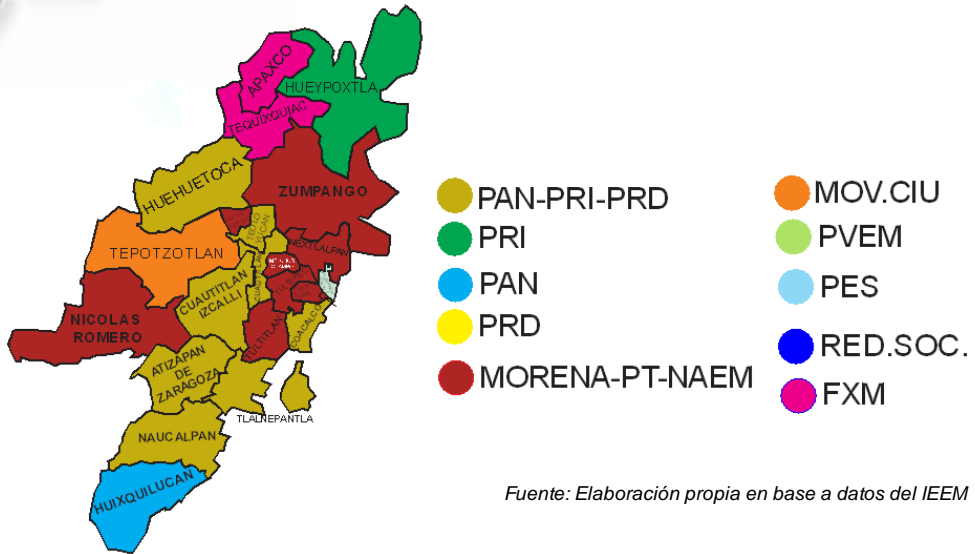 APAXCO
HUEYPOXTLA
TEQUIXQUIAC
HUEHUETOCA
ZUMPANGO
TEPOTZOTLAN
NEXTLALPAN
CUAUTITLAN
IZCALLI
NICOLAS
ROMERO
TULTITLAN
COACALCO
ATIZAPAN
DE
ZARAGOZA
TLALNEPANTLA
NAUCALPAN
HUIXQUILUCAN
PAN-PRI-PRD
PRI
PAN
PRD
MORENA-PT-NAEM
MOV.CIU
PVEM
PES
RED.SOC.
FXM
Fuente: Elaboración propia en base a datos del IEEM